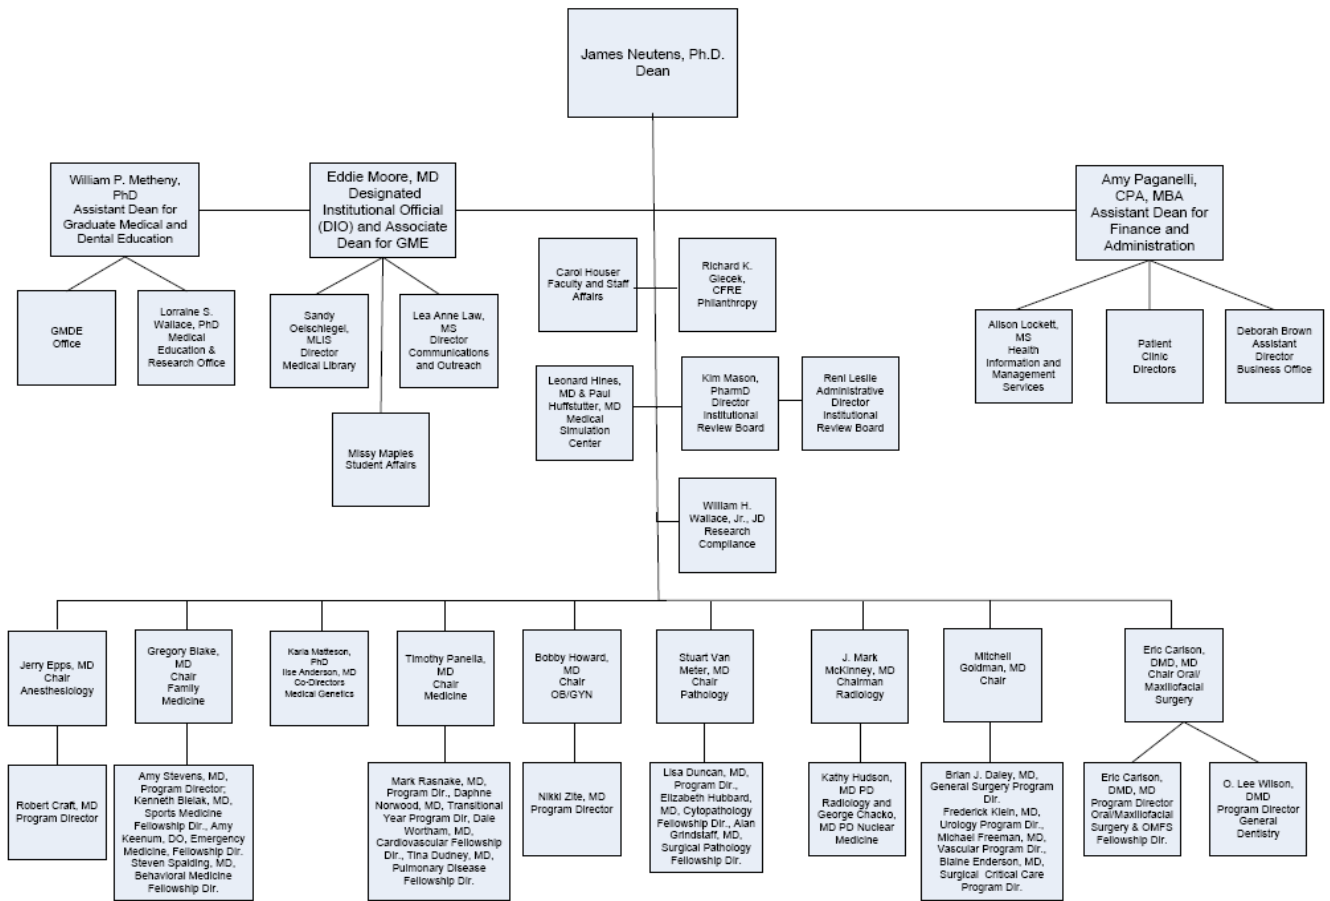 James Neutens, Ph.D.
Dean
William P. Metheny,
PhD
Assistant Dean for
Graduate Medical and
Dental Education
Eddie Moore, MD
Designated
Institutional Official
(DIO) and Associate
Dean for GME
Amy Paganelli,
CPA, MBA
Assistant Dean for
Finance and
Administration
GMDE
Office
Lorraine S.
Wallace, PhD
Medical
Education &
Research Office
Sandy
Oelschlegel,
MLIS
Director
Medical Library
Lea Anne Law,
MS
Director
Communications
and Outreach
Missy Maples
Student Affairs
Carol Houser
Faculty and Staff
Affairs
Richard K.
Giecek,
CFRE
Philanthropy
Leonard Hines,
MD & Paul
Huffstutter, MD
Medical
Simulation
Center
Kim Mason,
PharmD
Director
Institutional
Review Board
Reni Leslie
Administrative
Director
Institutional
Review Board
William H.
Wallace, Jr., JD
Research
Compliance
Alison Lockett,
MS
Health
Information and
Management
Services
Patient
Clinic
Directors
Deborah Brown
Assistant
Director
Business Office
Jerry Epps, MD
Chair
Anesthesiology
Gregory Blake,
MD
Chair
Family
Medicine
Karla Matteson,
PhD
Ilse Anderson, MD
Co-Directors
Medical Genetics
Timothy Panella,
MD
Chair
Medicine
Bobby Howard,
MD
Chair
OB/GYN
Stuart Van
Meter, MD
Chair
Pathology
J. Mark
McKinney, MD
Chairman
Radiology
Mitchell
Goldman, MD
Chair
Eric Carlson,
DMD, MD
Chair Oral/
Maxillofacial
Surgery
Robert Craft, MD
Program Director
Amy Stevens, MD,
Program Director;
Kenneth Bielak, MD,
Sports Medicine
Fellowship Dir., Amy
Keenum, DO, Emergency
Medicine, Fellowship Dir.
Steven Spalding, MD,
Behavioral Medicine
Fellowship Dir.
Mark Rasnake, MD,
Program Dir., Daphne
Norwood, MD, Transitional
Year Program Dir, Dale
Wortham, MD,
Cardiovascular Fellowship
Dir., Tina Dudney, MD,
Pulmonary Disease
Fellowship Dir.
Nikki Zite, MD
Program Director
Lisa Duncan, MD,
Program Dir.,
Elizabeth Hubbard,
MD, Cytopathology
Fellowship Dir., Alan
Grindstaff, MD,
Surgical Pathology
Fellowship Dir.
Kathy Hudson,
MD PD
Radiology and
George Chacko,
MD PD Nuclear
Medicine
Brian J. Daley, MD,
General Surgery Program
Dir.
Frederick Klein, MD,
Urology Program Dir.,
Michael Freeman, MD,
Vascular Program Dir.,
Blaine Enderson, MD,
Surgical Critical Care
Program Dir.
Eric Carlson,
DMD, MD
Program Director
Oral/Maxillofacial
Surgery & OMFS
Fellowship Dir.
O. Lee Wilson,
DMD
Program Director
General
Dentistry